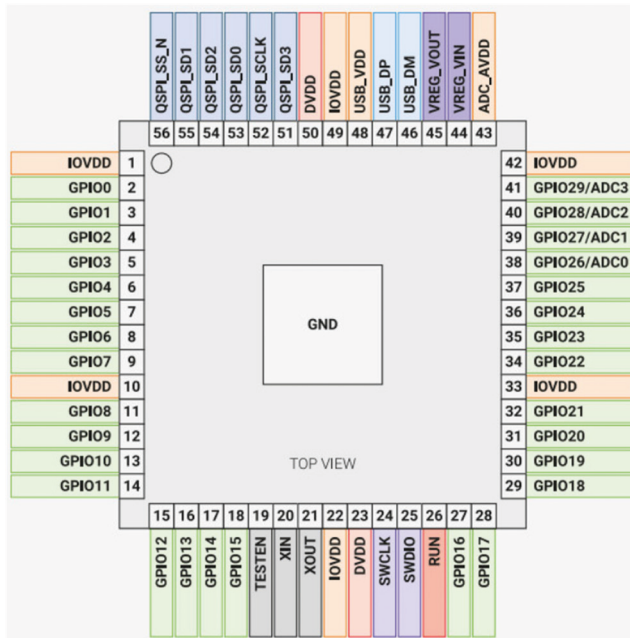 QSPI_SS_N
QSPI_SD1
QSPI_SD2
QSPI_SD0
QSPI_SCLK
QSPI_SD3
DVDD
IOVDD
USB_VDD
USB_DP
USB_DM
VREG_VOUT
VREG_VIN
ADC_AVDD
56 55 54 53 52 51 50 49 48 47 46 45 44 43
IOVDD 1
GPIO0 2
GPIO1 3
GPIO2 4
GPIO3 5
GPIO4 6
GPIO5 7
GPIO6 8
GPIO7 9
IOVDD 10
GPIO8 11
GPIO9 12
GPIO10 13
GPIO11 14
GND
TOP VIEW
42 IOVDD
41 GPIO29/ADC3
40 GPIO28/ADC2
39 GPIO27/ADC1
38 GPIO26/ADC0
37 GPIO25
36 GPIO24
35 GPIO23
34 GPIO22
33 IOVDD
32 GPIO21
31 GPIO20
30 GPIO19
29 GPIO18
15 16 17 18 19 20 21 22 23 24 25 26 27 28
GPIO12
GPIO13
GPIO14
GPIO15
TESTEN
XIN
XOUT
IOVDD
DVDD
SWCLK
SWDIO
RUN
GPIO16
GPIO17